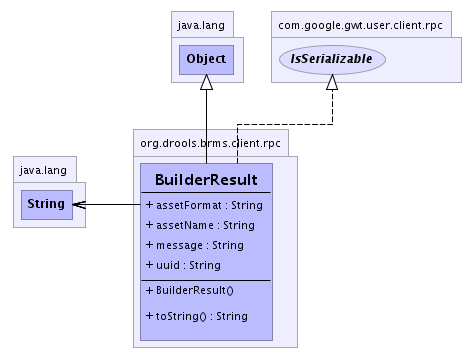 java.lang
Object
com.google.gwt.user.client.rpc
IsSerializable
org.drools.brms.client.rpc
java.lang
String
BuilderResult
+ assetFormat : String
+ assetName : String
+ message : String
+ uuid : String
+ BuilderResult()
+ toString() : String